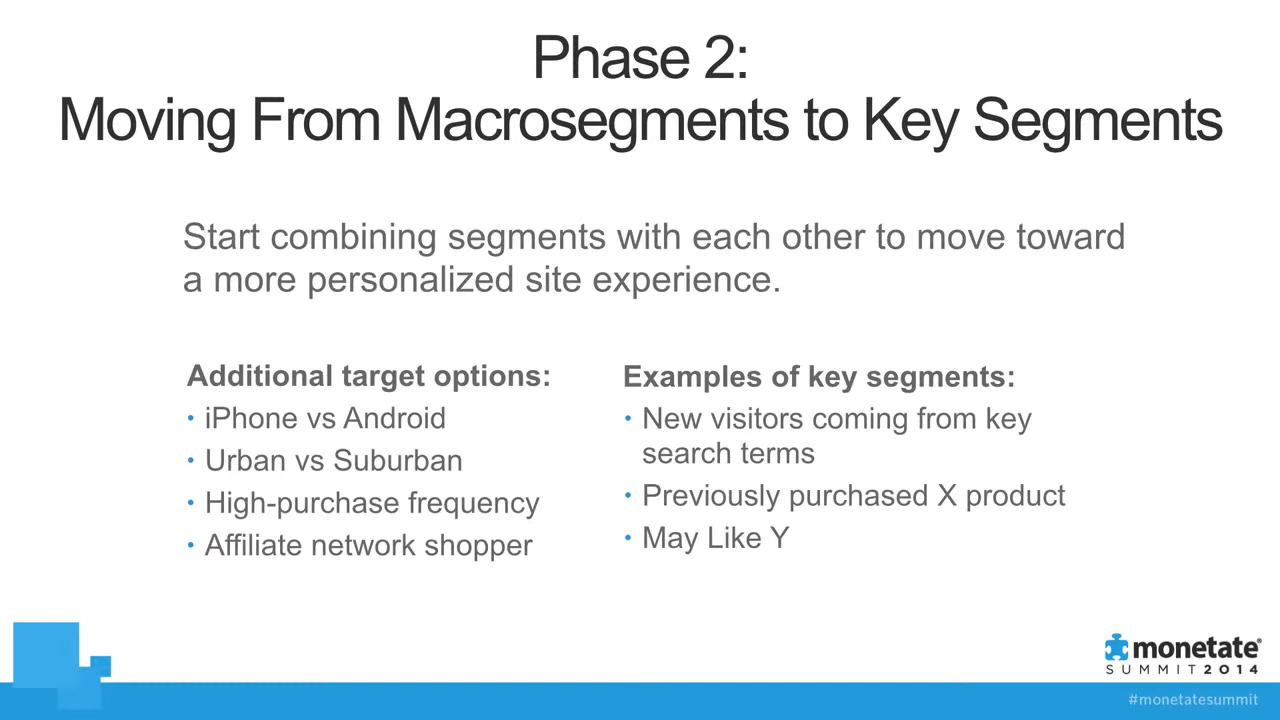 Phase 2:
Moving From Macrosegments to Key Segments
Start combining segments with each other to move toward
a more personalized site experience.
Additional target options:
• iPhone vs Android
• Urban vs Suburban
• High-purchase frequency
• Affiliate network shopper
Examples of key segments:
• New visitors coming from key
search terms
• Previously purchased X product
• May Like Y
monetate®
SUMMIT2014
#monetatesummit